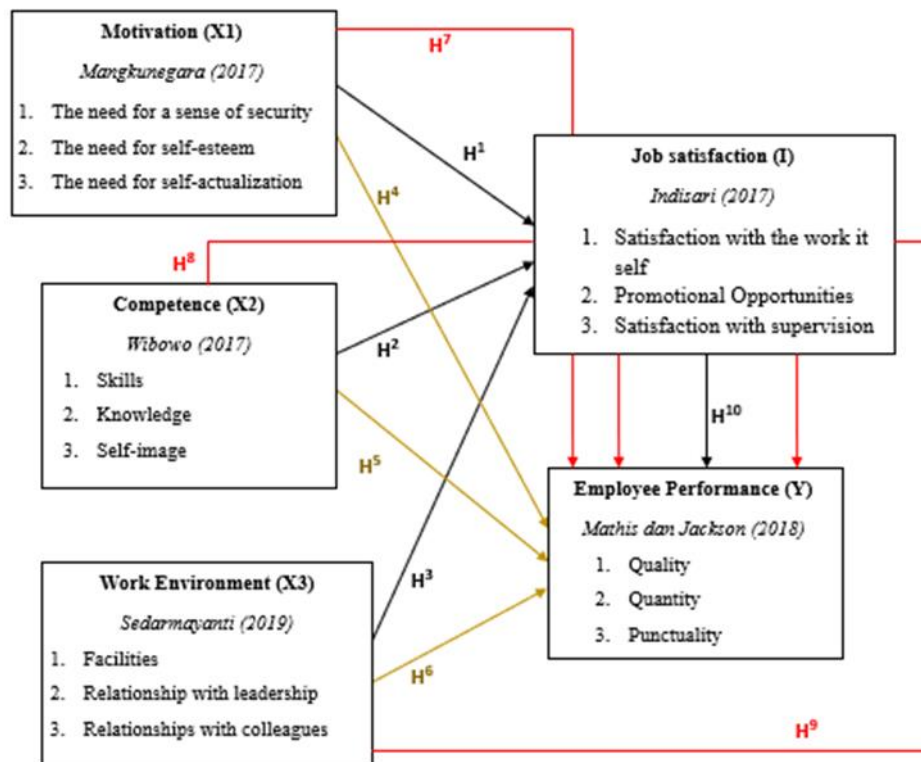 Motivation (X1)
Mangkunegara (2017)
1. The need for a sense of security
2. The need for self-esteem
3. The need for self-actualization
H7
H1
H4
Job satisfaction (I)
Indisari (2017)
1. Satisfaction with the work it
self
2. Promotional Opportunities
3. Satisfaction with supervision
H8
Competence (X2)
Wibowo (2017)
1. Skills
2. Knowledge
3. Self-image
H2
H5
H10
Employee Performance (Y)
Mathis dan Jackson (2018)
1. Quality
2. Quantity
3. Punctuality
Work Environment (X3)
Sedarmayanti (2019)
1. Facilities
2. Relationship with leadership
3. Relationships with colleagues
H3
H6
H9